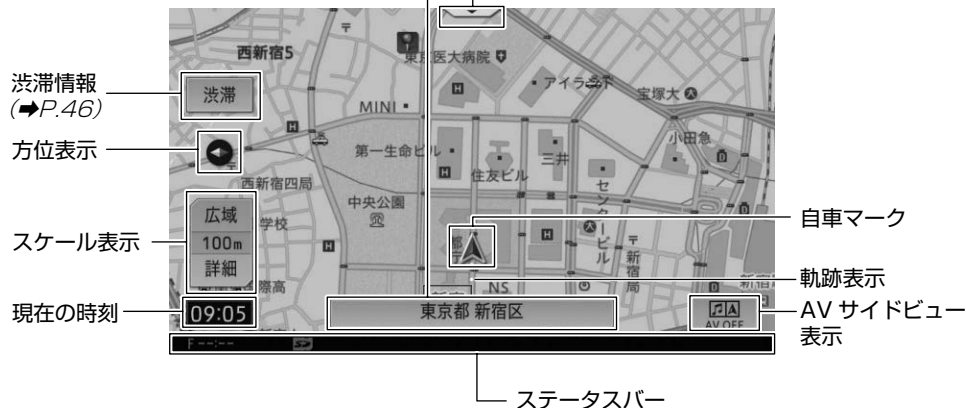 渋滞情報
(➡P.46)
方位表示
スケール表示
現在の時刻
西新宿5
〒
東京医大病院
アイランド
宝塚大
渋滞
MINI
H
小田急
第一生命ビル
三井
住友ビル
西新宿四局
中央公園
センタービル
広域
100m
詳細
学校
都庁
〒新宿局
NS
09:05
東京都 新宿区
AV OFF
F --:--
SD
自車マーク
軌跡表示
AV サイドビュー
表示
ステータスバー